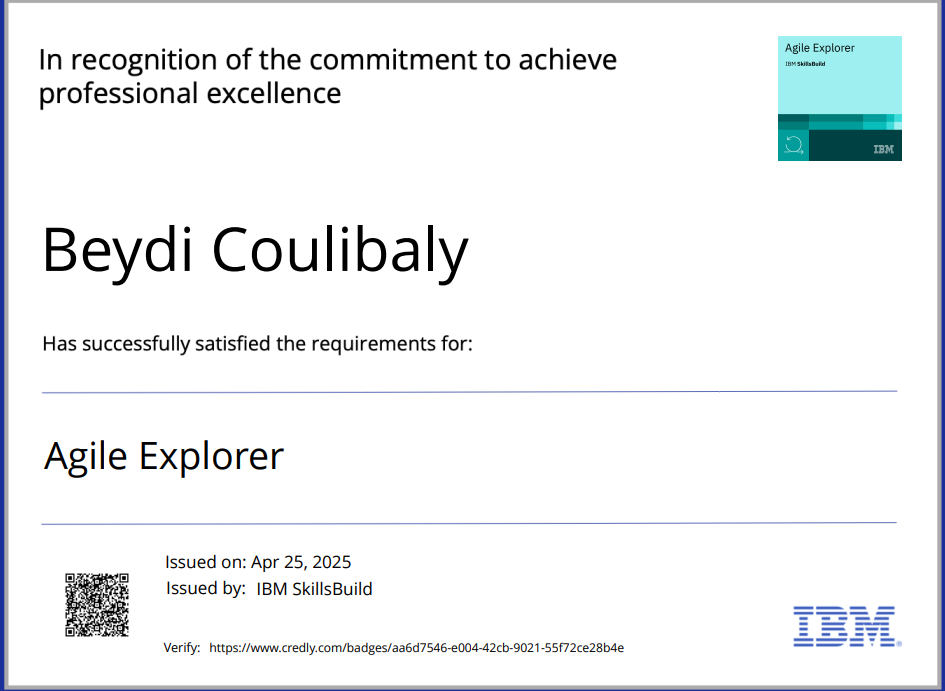 In recognition of the commitment to achieve
professional excellence
Agile Explorer
IBM SkillsBuild
IBM
Beydi Coulibaly
Has successfully satisfied the requirements for:
Agile Explorer
Issued on: Apr 25, 2025
Issued by: IBM SkillsBuild
Verify: https://www.credly.com/badges/aa6d7546-e004-42cb-9021-55f72ce28b4e
IBM®